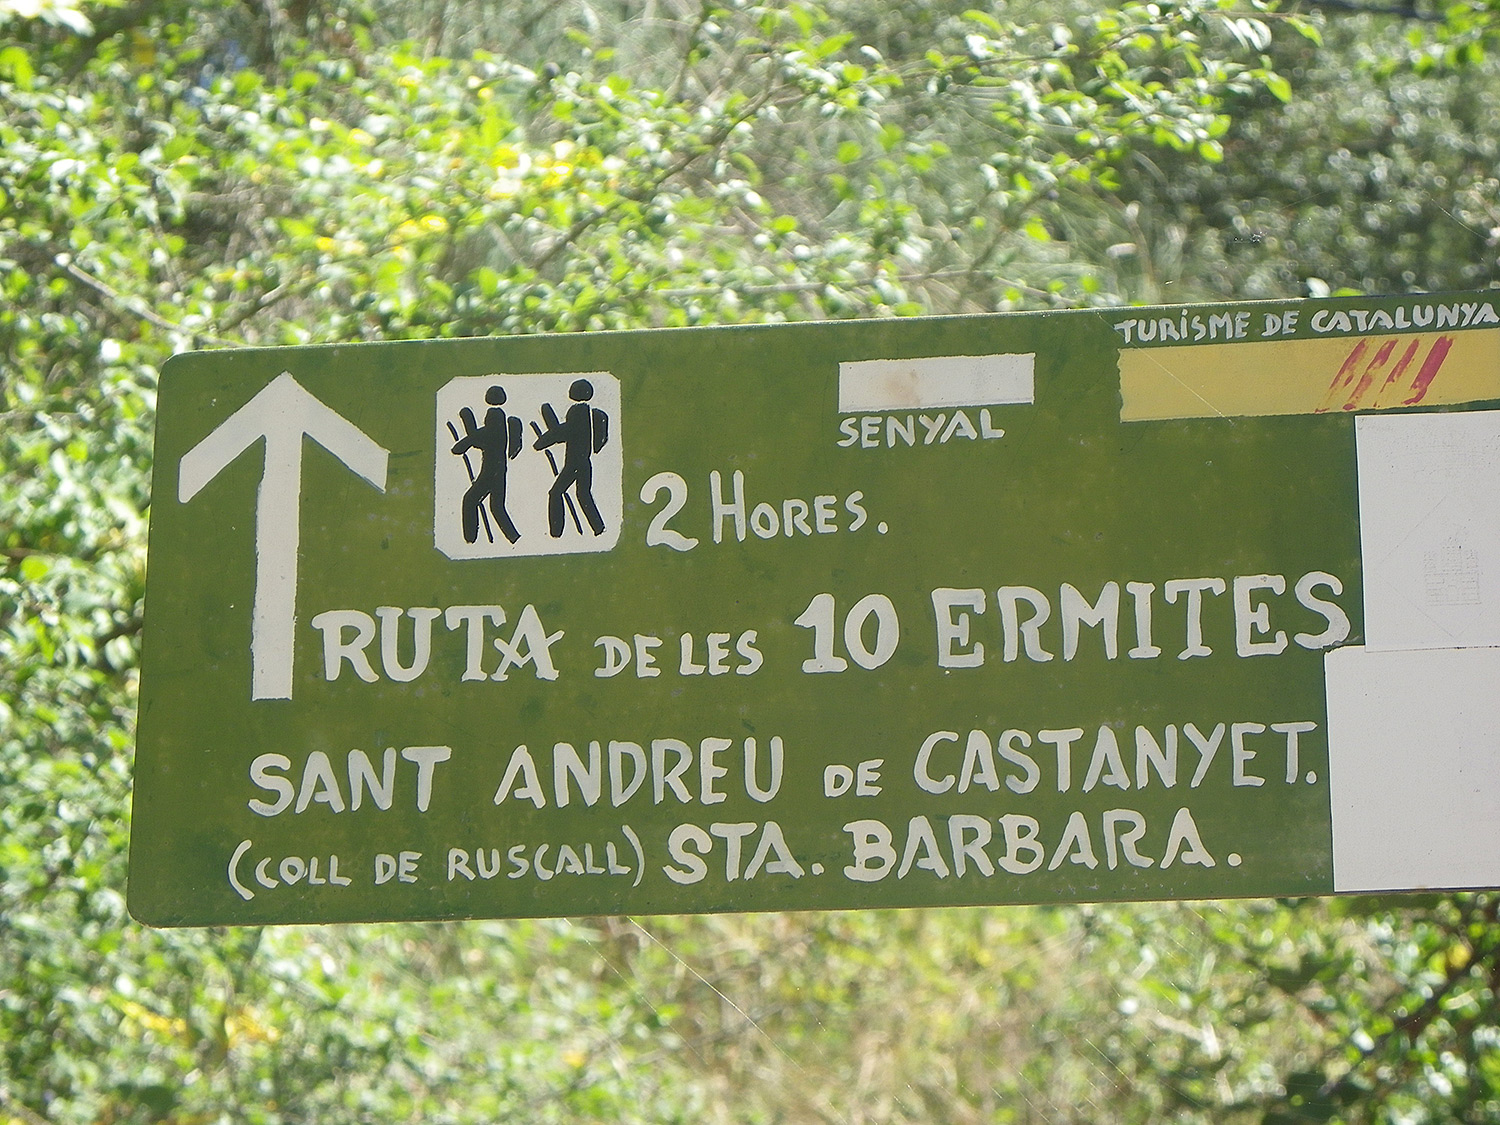 TURISME DE CATALUNYA
SENYAL
2 HORES.
RUTA DE LES 10 ERMITES
SANT ANDREU DE CASTANYET.
(COLL DE RUSCALL) STA. BARBARA.